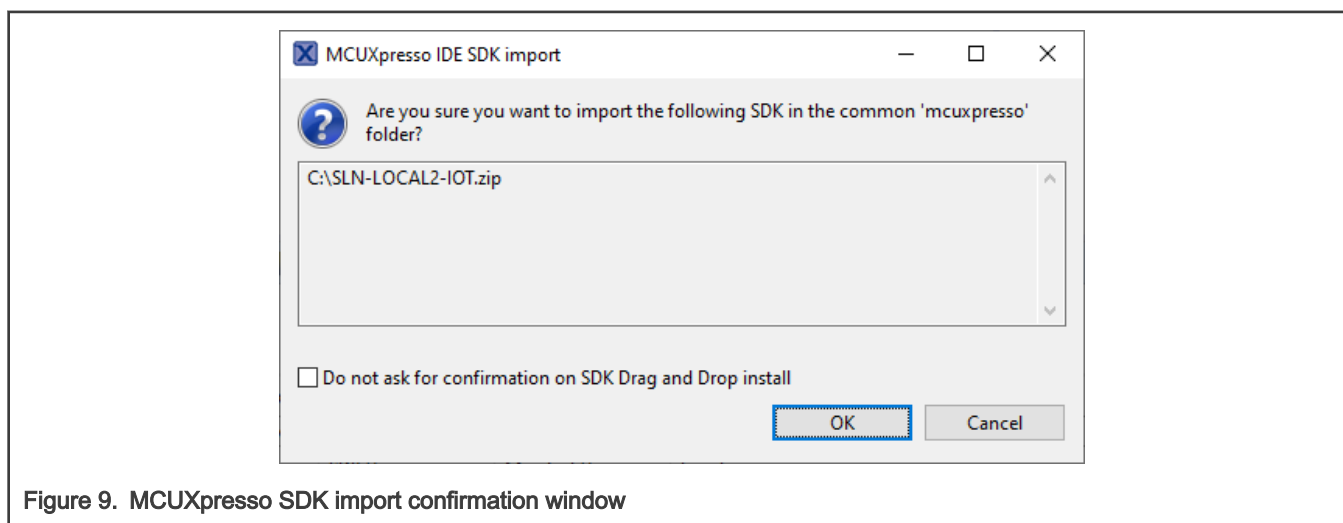 MCUXpresso IDE SDK import
Are you sure you want to import the following SDK in the common 'mcuxpresso'
folder?
C:\SLN-LOCAL2-IOT.zip
Do not ask for confirmation on SDK Drag and Drop install
OK
Cancel
Figure 9. MCUXpresso SDK import confirmation window